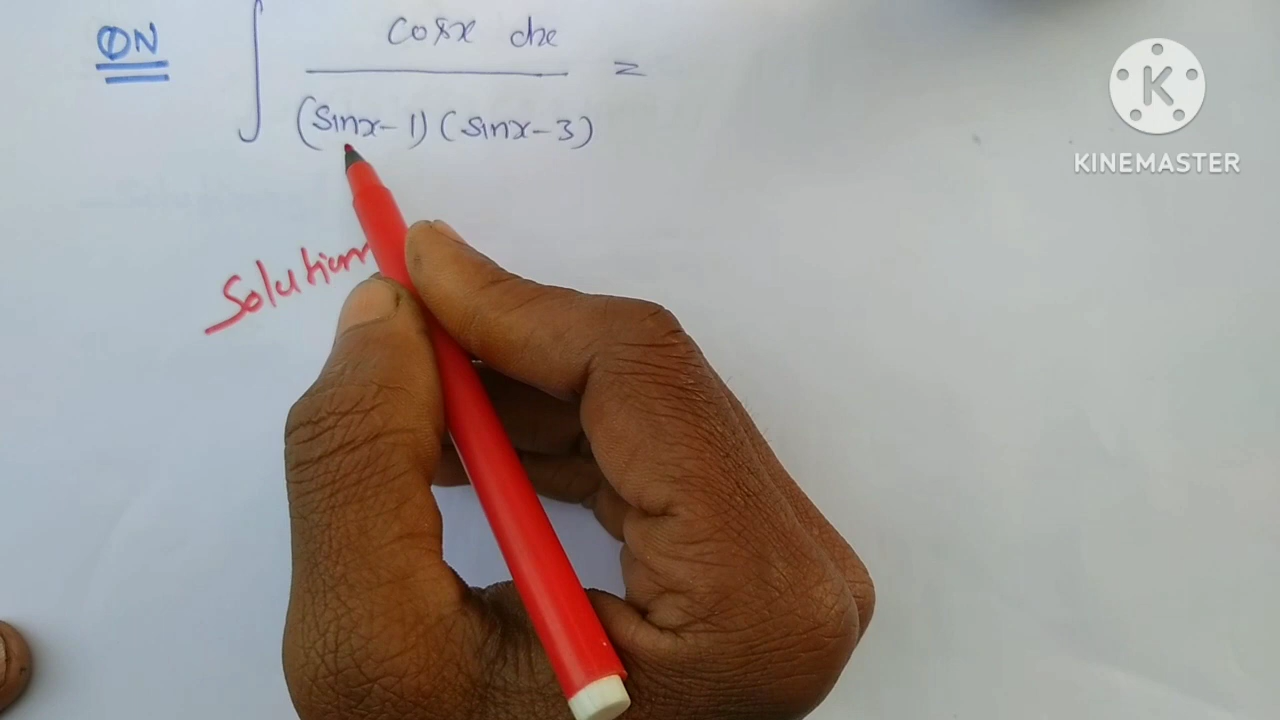 QN ∫ cosx dx
(sinx-1)(sinx-3) =
Solution
K
KINEMASTER